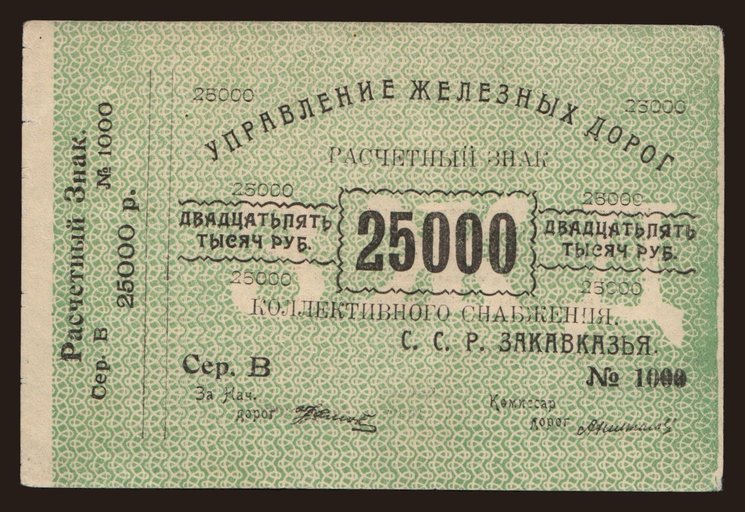 Расчетный Знак.
Сер. В № 1000
25000 р.
25000
25000
УПРАВЛЕНИЕ ЖЕЛЕЗНЫХ ДОРОГ
РАСЧЕТНЫЙ ЗНАК
25000
25000
ДВАДЦАТЬПЯТЬ
ТЫСЯЧ РУБ.
25000
ДВАДЦАТЬПЯТЬ
ТЫСЯЧ РУБ.
25000
25000
КОЛЛЕКТИВНОГО СНАБЖЕНИЯ.
С. С. Р. ЗАКАВКАЗЬЯ.
Сер. В
№ 1000
За Нач.
дорог
Комиссар
дорог